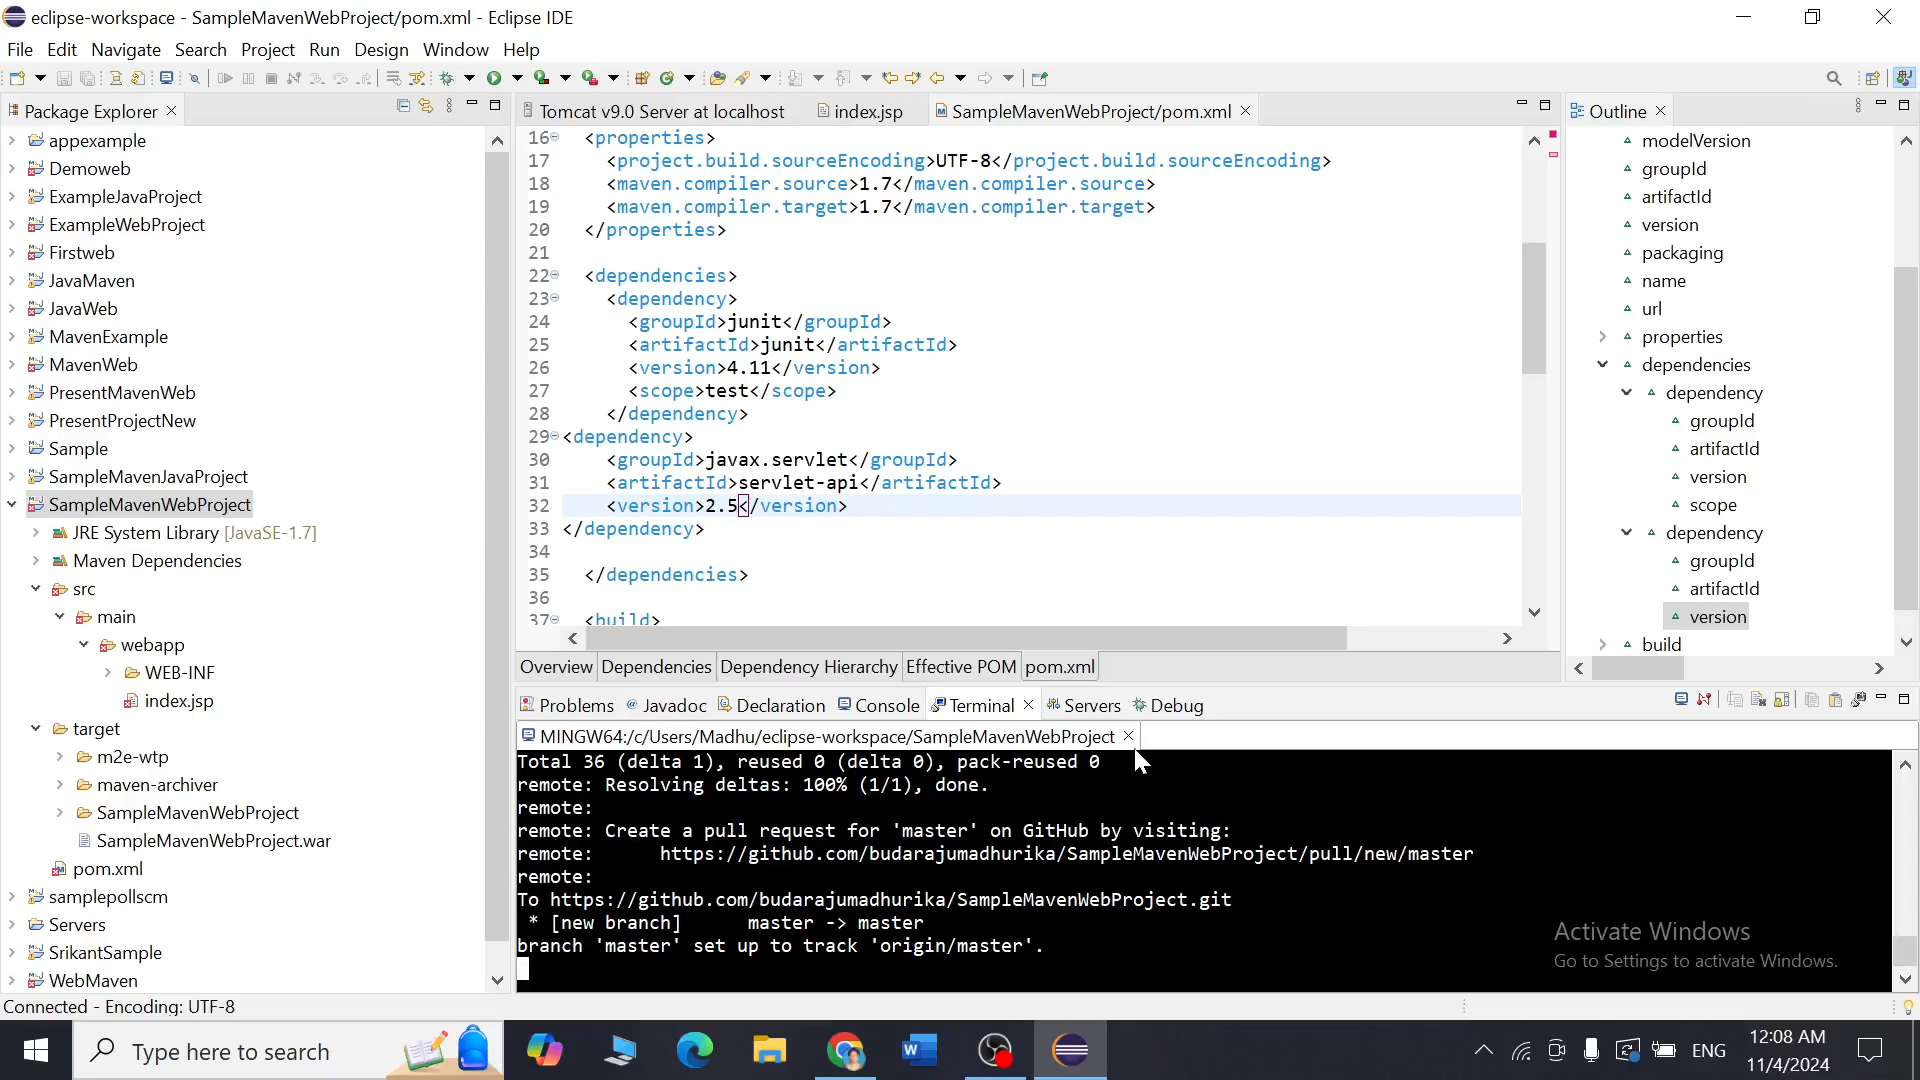 eclipse-workspace - SampleMavenWebProject/pom.xml - Eclipse IDE
File Edit Navigate Search Project Run Design Window Help
Package Explorer
appexample
Demoweb
ExampleJavaProject
ExampleWebProject
Firstweb
JavaMaven
JavaWeb
MavenExample
MavenWeb
PresentMavenWeb
PresentProjectNew
Sample
SampleMavenJavaProject
SampleMavenWebProject
JRE System Library [JavaSE-1.7]
Maven Dependencies
src
main
webapp
WEB-INF
index.jsp
target
m2e-wtp
maven-archiver
SampleMavenWebProject
SampleMavenWebProject.war
pom.xml
samplepollscm
Servers
SrikantSample
WebMaven
Tomcat v9.0 Server at localhost index.jsp SampleMavenWebProject/pom.xml
16 <properties>
17 <project.build.sourceEncoding>UTF-8</project.build.sourceEncoding>
18 <maven.compiler.source>1.7</maven.compiler.source>
19 <maven.compiler.target>1.7</maven.compiler.target>
20 </properties>
21
22 <dependencies>
23 <dependency>
24 <groupId>junit</groupId>
25 <artifactId>junit</artifactId>
26 <version>4.11</version>
27 <scope>test</scope>
28 </dependency>
29 <dependency>
30 <groupId>javax.servlet</groupId>
31 <artifactId>servlet-api</artifactId>
32 <version>2.5</version>
33 </dependency>
34
35 </dependencies>
36
37 <build>
Overview Dependencies Dependency Hierarchy Effective POM pom.xml
Outline
modelVersion
groupId
artifactId
version
packaging
name
url
properties
dependencies
dependency
groupId
artifactId
version
scope
dependency
groupId
artifactId
version
build
Problems Javadoc Declaration Console Terminal Servers Debug
MINGW64:/c/Users/Madhu/eclipse-workspace/SampleMavenWebProject
Total 36 (delta 1), reused 0 (delta 0), pack-reused 0
remote: Resolving deltas: 100% (1/1), done.
remote:
remote: Create a pull request for 'master' on GitHub by visiting:
remote: https://github.com/budarajumadhurika/SampleMavenWebProject/pull/new/master
remote:
To https://github.com/budarajumadhurika/SampleMavenWebProject.git
* [new branch] master -> master
branch 'master' set up to track 'origin/master'.
Activate Windows
Go to Settings to activate Windows.
Connected - Encoding: UTF-8
Type here to search
ENG
12:08 AM
11/4/2024